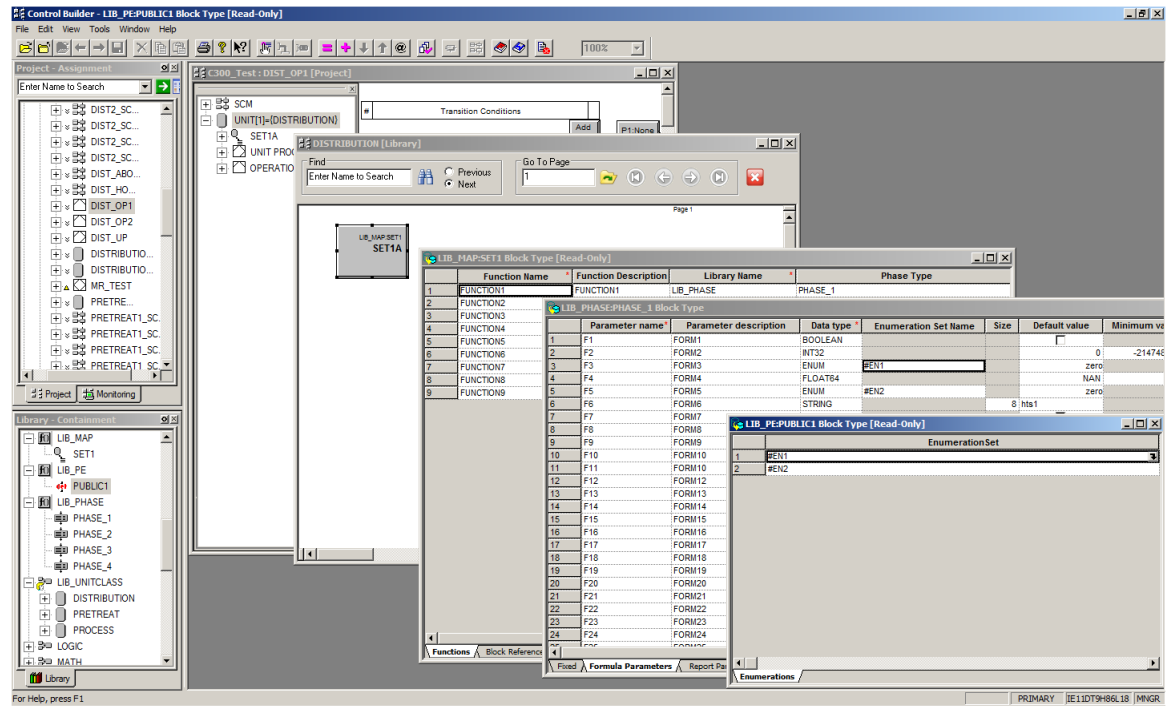 Control Builder - LIB_PE:PUBLIC1 Block Type [Read-Only]
File Edit View Tools Window Help
100%
Project - Assignment
Enter Name to Search
DIST2_SC...
DIST2_SC...
DIST2_SC...
DIST2_SC...
DIST_ABO...
DIST_HO...
DIST_OP1
DIST_OP2
DIST_UP
DISTRIBUTIO...
DISTRIBUTIO...
MR_TEST
PRETRE...
PRETREAT1_SC.
PRETREAT1_SC.
PRETREAT1_SC.
PRETREAT1_SC.
Project Monitoring
Library - Containment
LIB_MAP
SET1
LIB_PE
PUBLIC1
LIB_PHASE
PHASE_1
PHASE_2
PHASE_3
PHASE_4
LIB_UNITCLASS
DISTRIBUTION
PRETREAT
PROCESS
LOGIC
MATH
Library
C300_Test : DIST_OP1 [Project]
SCM
UNIT[1]=(DISTRIBUTION)
SET1A
UNIT PRO
OPERATIO
# Transition Conditions
Add P1:None
DISTRIBUTION [Library]
Find
Enter Name to Search
Previous
Next
Go To Page
1
Page 1
LIB_MAP:SET1
SET1A
LIB_MAP:SET1 Block Type [Read-Only]
Function Name * Function Description Library Name * Phase Type
1 FUNCTION1 FUNCTION1 LIB_PHASE PHASE_1
2 FUNCTION2
3 FUNCTION3
4 FUNCTION4
5 FUNCTION5
6 FUNCTION6
7 FUNCTION7
8 FUNCTION8
9 FUNCTION9
Functions Block Reference
LIB_PHASE:PHASE_1 Block Type
Parameter name * Parameter description Data type * Enumeration Set Name Size Default value Minimum va
1 F1 FORM1 BOOLEAN
2 F2 FORM2 INT32 0 -214748
3 F3 FORM3 ENUM #EN1 zero
4 F4 FORM4 FLOAT64 NAN
5 F5 FORM5 ENUM #EN2 zero
6 F6 FORM6 STRING 8 hts1
7 F7 FORM7
8 F8 FORM8
9 F9 FORM9
10 F10 FORM10
11 F11 FORM10
12 F12 FORM12
13 F13 FORM13
14 F14 FORM14
15 F15 FORM15
16 F16 FORM16
17 F17 FORM17
18 F18 FORM18
19 F19 FORM19
20 F20 FORM20
21 F21 FORM21
22 F22 FORM22
23 F23 FORM23
24 F24 FORM24
Fixed Formula Parameters Report Pa
LIB_PE:PUBLIC1 Block Type [Read-Only]
EnumerationSet
1 #EN1
2 #EN2
Enumerations
For Help, press F1
PRIMARY IE11DT9H86L18 MNGR